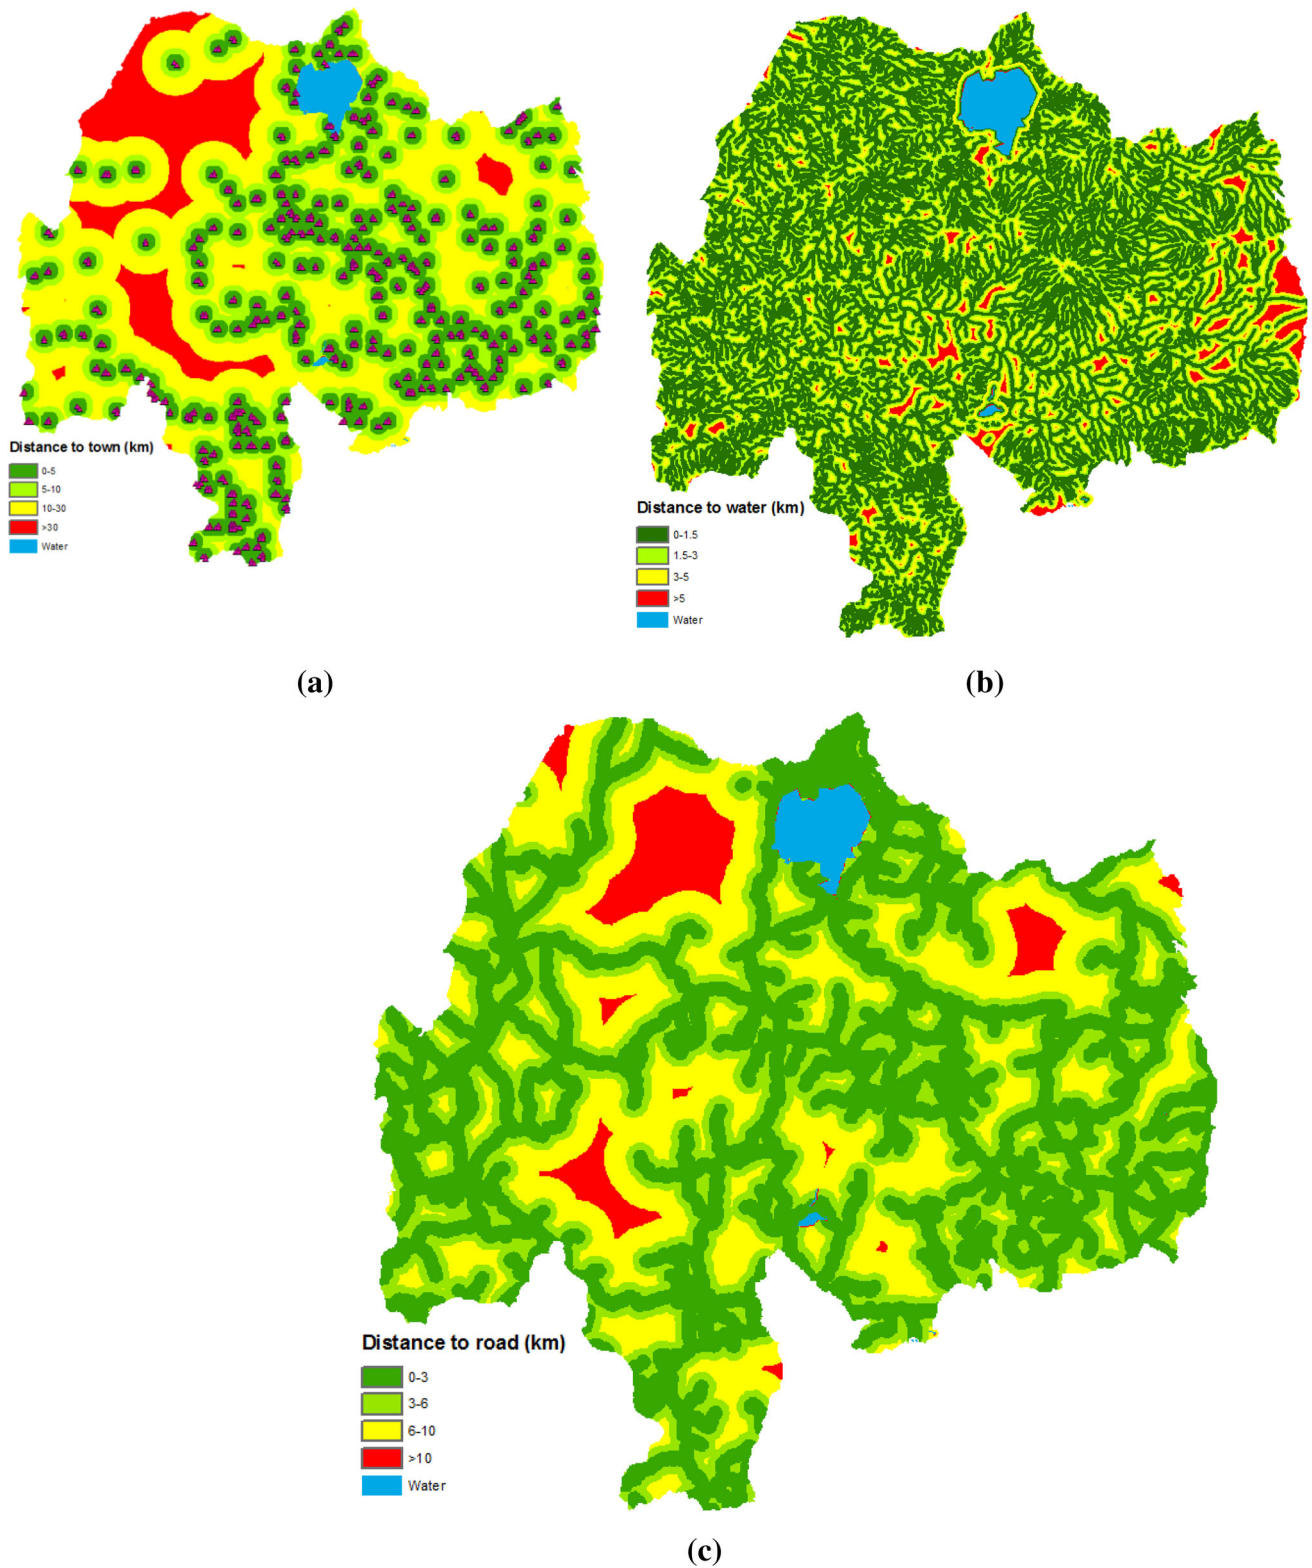 Distance to town (km)
0-5
5-10
10-30
>30
Water
(a)
Distance to water (km)
0-1.5
1.5-3
3-5
>5
Water
(b)
Distance to road (km)
0-3
3-6
6-10
>10
Water
(c)